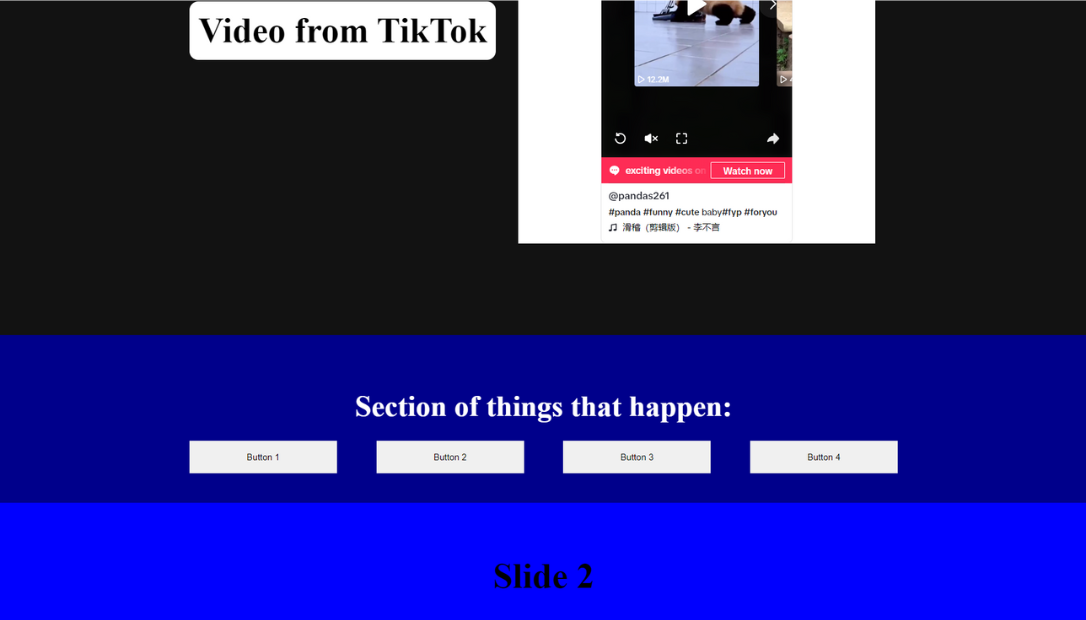 Video from TikTok
12.2M
exciting videos on
Watch now
@pandas261
#panda #funny #cute baby#fyp #foryou
滑稽（剪辑版） - 李不言
Section of things that happen:
Button 1
Button 2
Button 3
Button 4
Slide 2